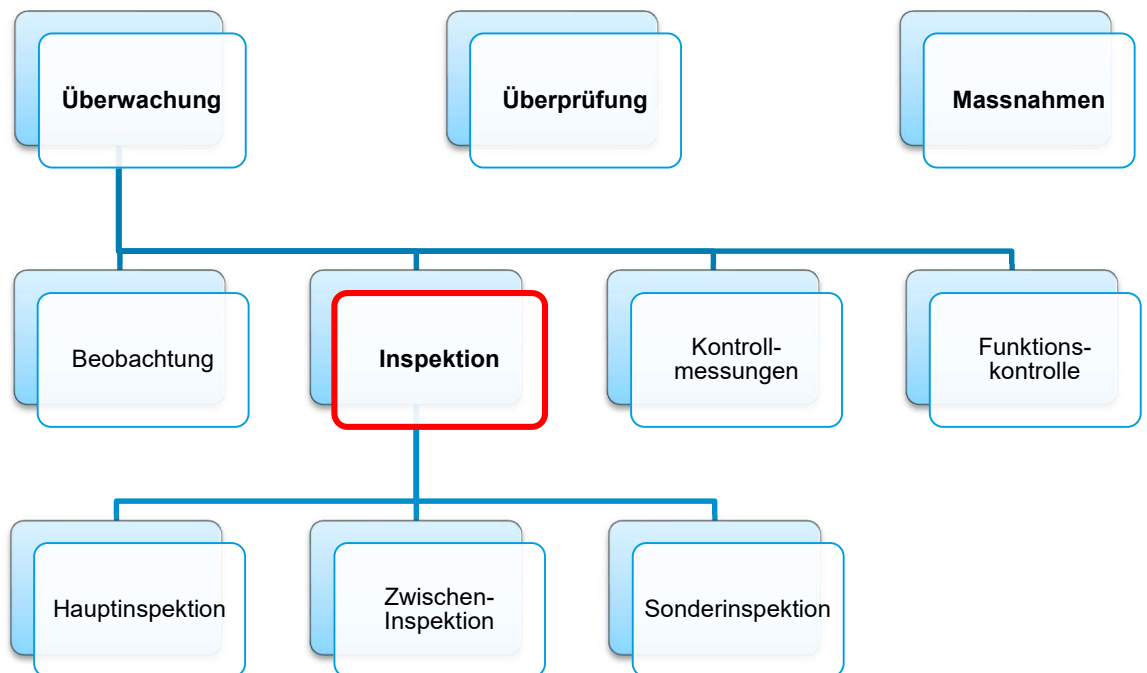 Überwachung
Überprüfung
Massnahmen
Beobachtung
Inspektion
Kontroll-
messungen
Funktions-
kontrolle
Hauptinspektion
Zwischen-
Inspektion
Sonderinspektion